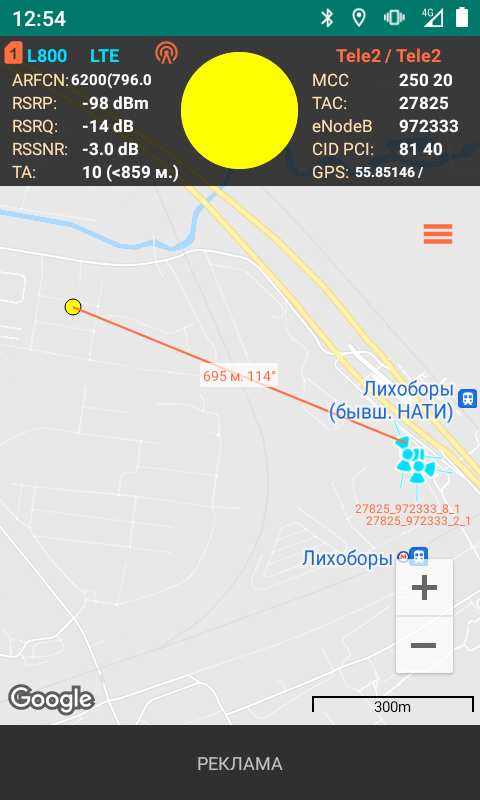 12:54
4G
1 L800 LTE
Tele2 / Tele2
ARFCN: 6200(796.0
MCC 250 20
RSRP: -98 dBm
TAC: 27825
RSRQ: -14 dB
eNodeB 972333
RSSNR: -3.0 dB
CID PCI: 81 40
TA: 10 (<859 м.)
GPS: 55.85146 /
695 м. 114°
Лихоборы
(бывш. НАТИ)
27825_972333_8_1
27825_972333_2_1
Лихоборы
М
Google
300m
РЕКЛАМА